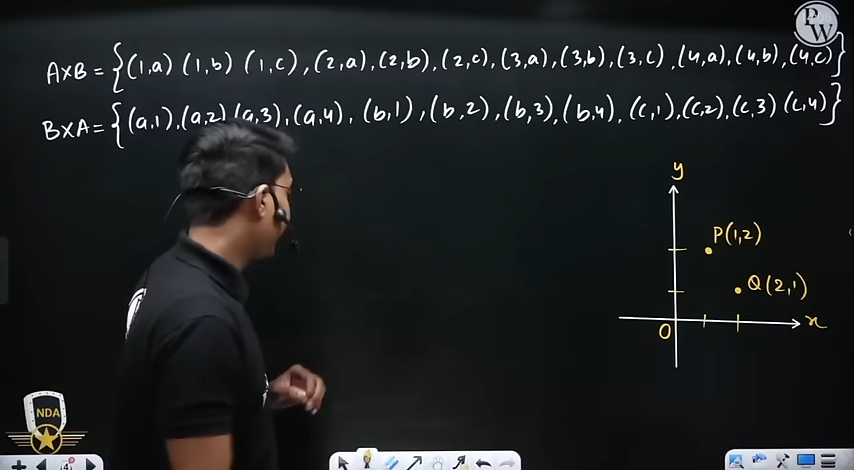 PW
A×B = {(1,a) (1,b) (1,c), (2,a), (2,b), (2,c), (3,a), (3,b), (3,c), (4,a), (4,b), (4,c)}
B×A = {(a,1), (a,2) (a,3), (a,4), (b,1), (b,2), (b,3), (b,4), (c,1), (c,2), (c,3) (c,4)}
y
P(1,2)
Q(2,1)
O
x
NDA
4